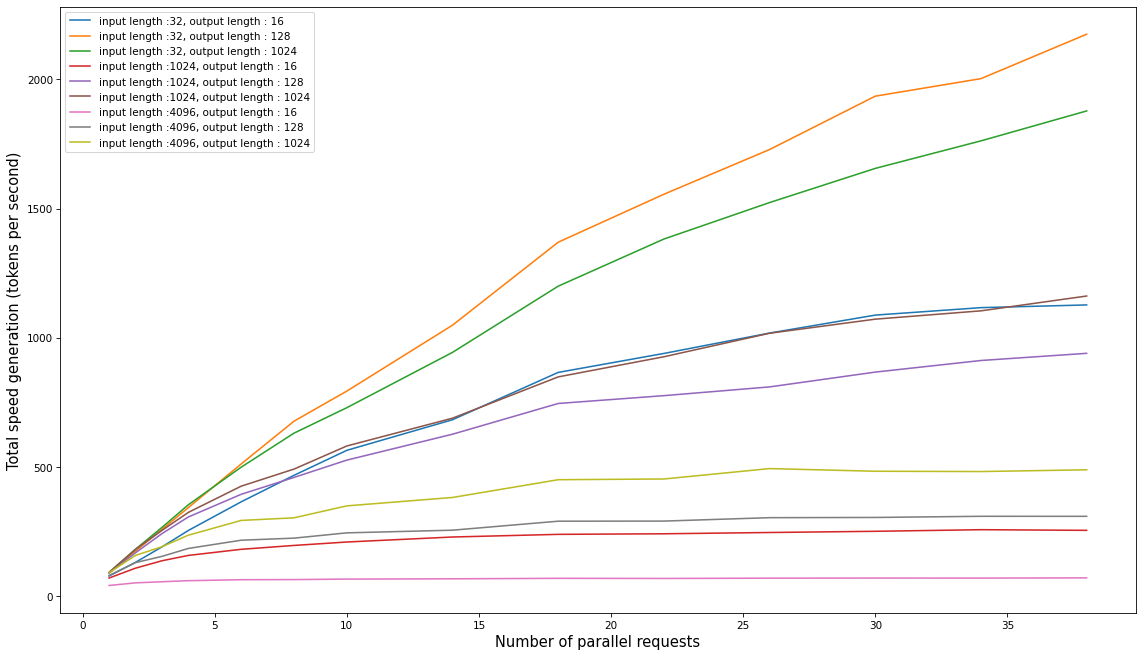 input length :32, output length : 16
input length :32, output length : 128
input length :32, output length : 1024
input length :1024, output length : 16
input length :1024, output length : 128
input length :1024, output length : 1024
input length :4096, output length : 16
input length :4096, output length : 128
input length :4096, output length : 1024
Total speed generation (tokens per second)
2000
1500
1000
500
0
0 5 10 15 20 25 30 35
Number of parallel requests